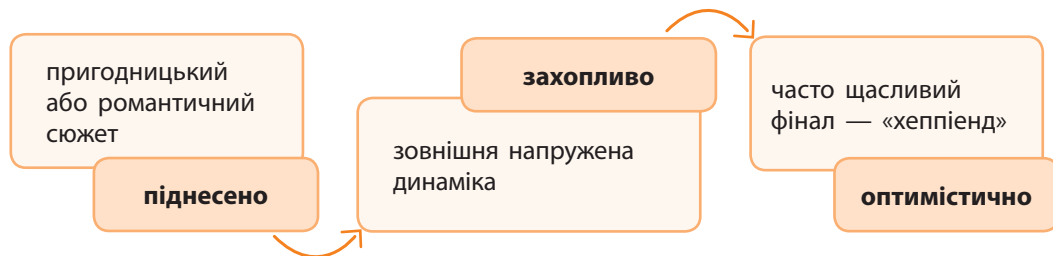 пригодницький
або романтичний
сюжет
піднесено
захопливо
зовнішня напружена
динаміка
часто щасливий
фінал — «хеппіенд»
оптимістично